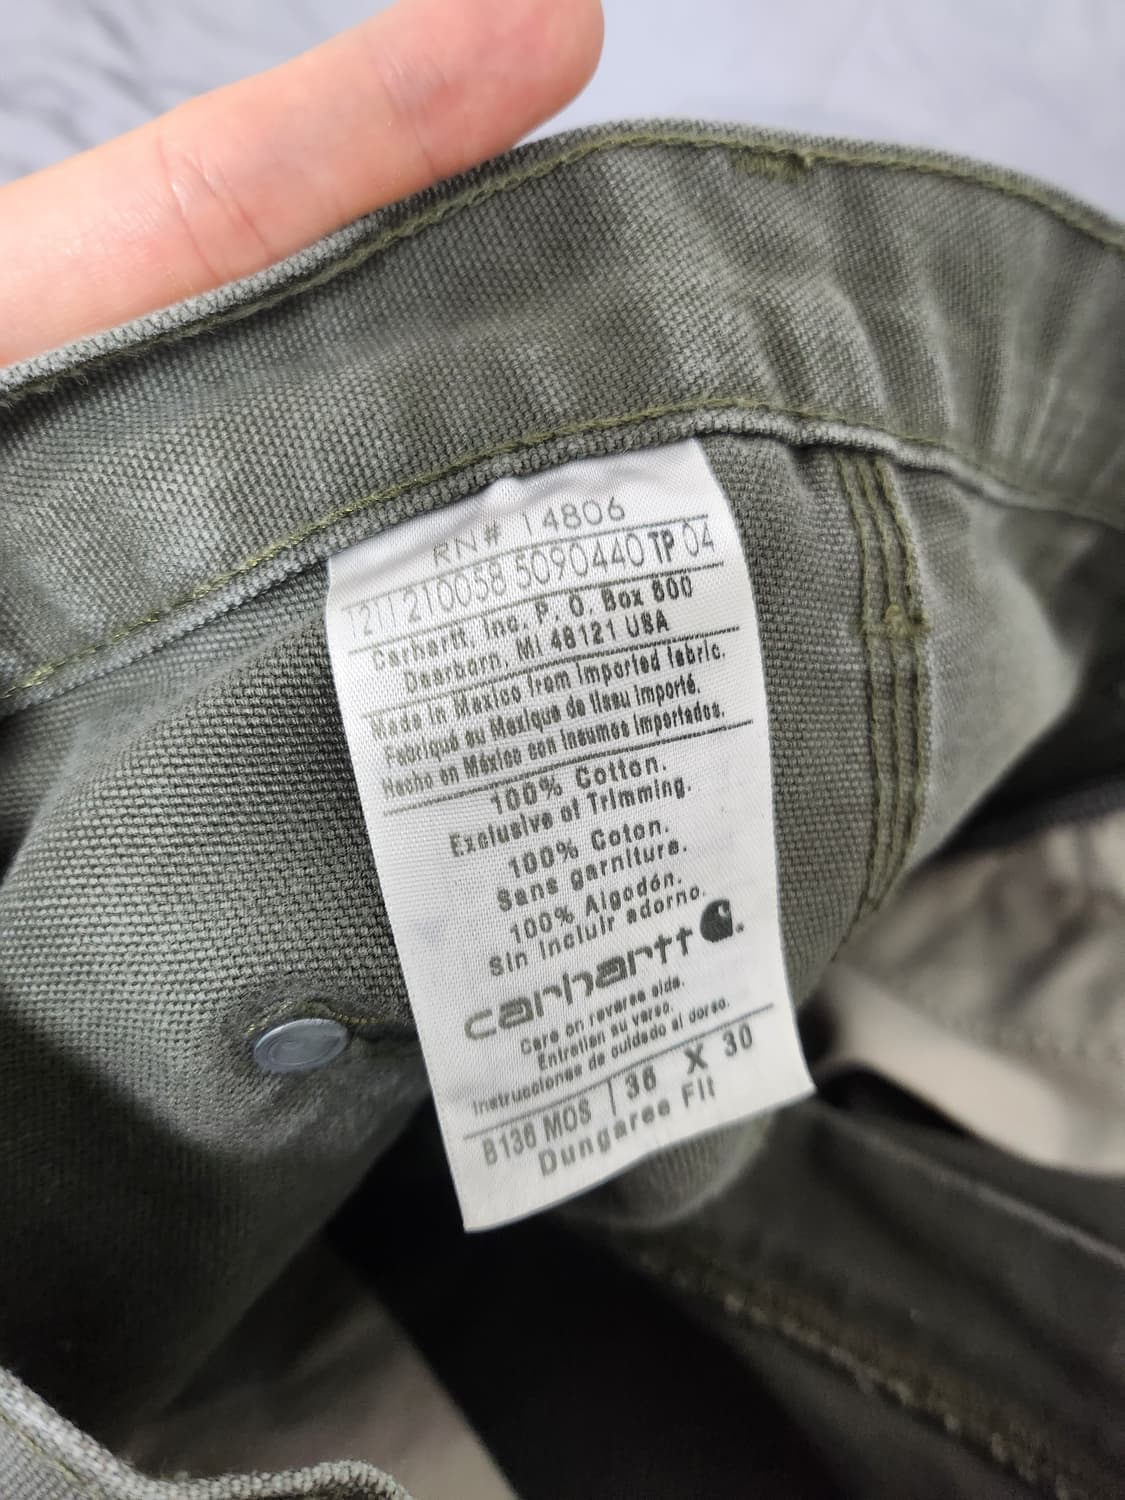 RN# 14806
1211210058 5090440 TP 04
Carhartt, Inc. P. O. Box 600
Dearborn, MI 48121 USA
Made in Mexico from imported fabric.
Fabriqué au Mexique de tissu importé.
Hecho en México con insumos importados.
100% Cotton.
Exclusive of Trimming.
100% Coton.
Sans garniture.
100% Algodón.
Sin incluir adorno.
carhartt
Care on reverse side.
Entretien au verso.
Instrucciones de cuidado al dorso.
B136 MOS 36 X 30
Dungaree Fit